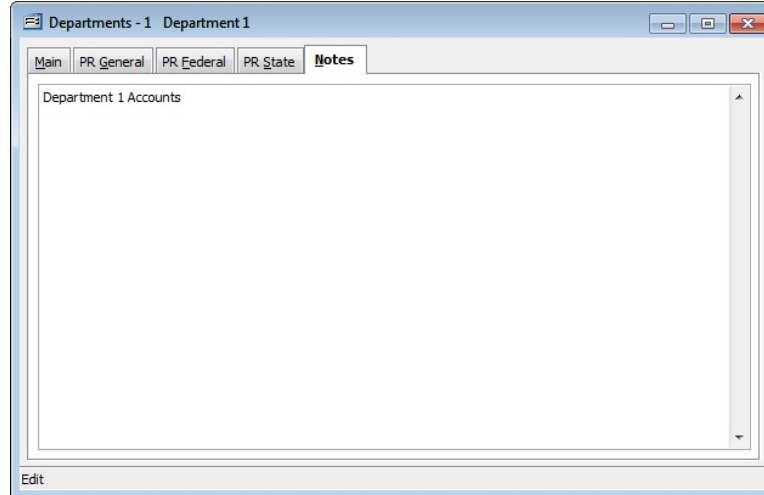 Departments - 1 Department 1
Main PR General PR Federal PR State Notes
Department 1 Accounts
Edit